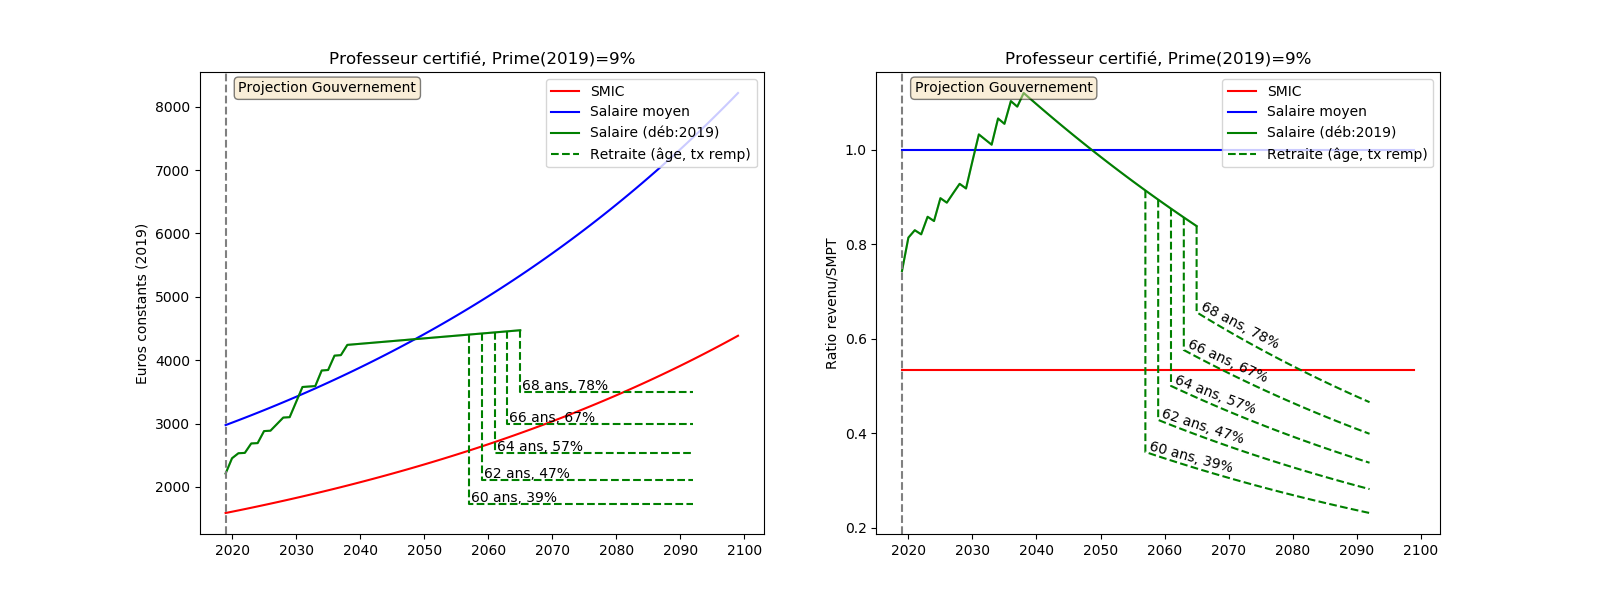 Professeur certifié, Prime(2019)=9%
Projection Gouvernement
SMIC
Salaire moyen
Salaire (déb:2019)
Retraite (âge, tx remp)
Euros constants (2019)
8000
7000
6000
5000
4000
3000
2000
68 ans, 78%
66 ans, 67%
64 ans, 57%
62 ans, 47%
60 ans, 39%
2020 2030 2040 2050 2060 2070 2080 2090 2100
Professeur certifié, Prime(2019)=9%
Projection Gouvernement
SMIC
Salaire moyen
Salaire (déb:2019)
Retraite (âge, tx remp)
Ratio revenu/SMPT
1.0
0.8
0.6
0.4
0.2
68 ans, 78%
66 ans, 67%
64 ans, 57%
62 ans, 47%
60 ans, 39%
2020 2030 2040 2050 2060 2070 2080 2090 2100